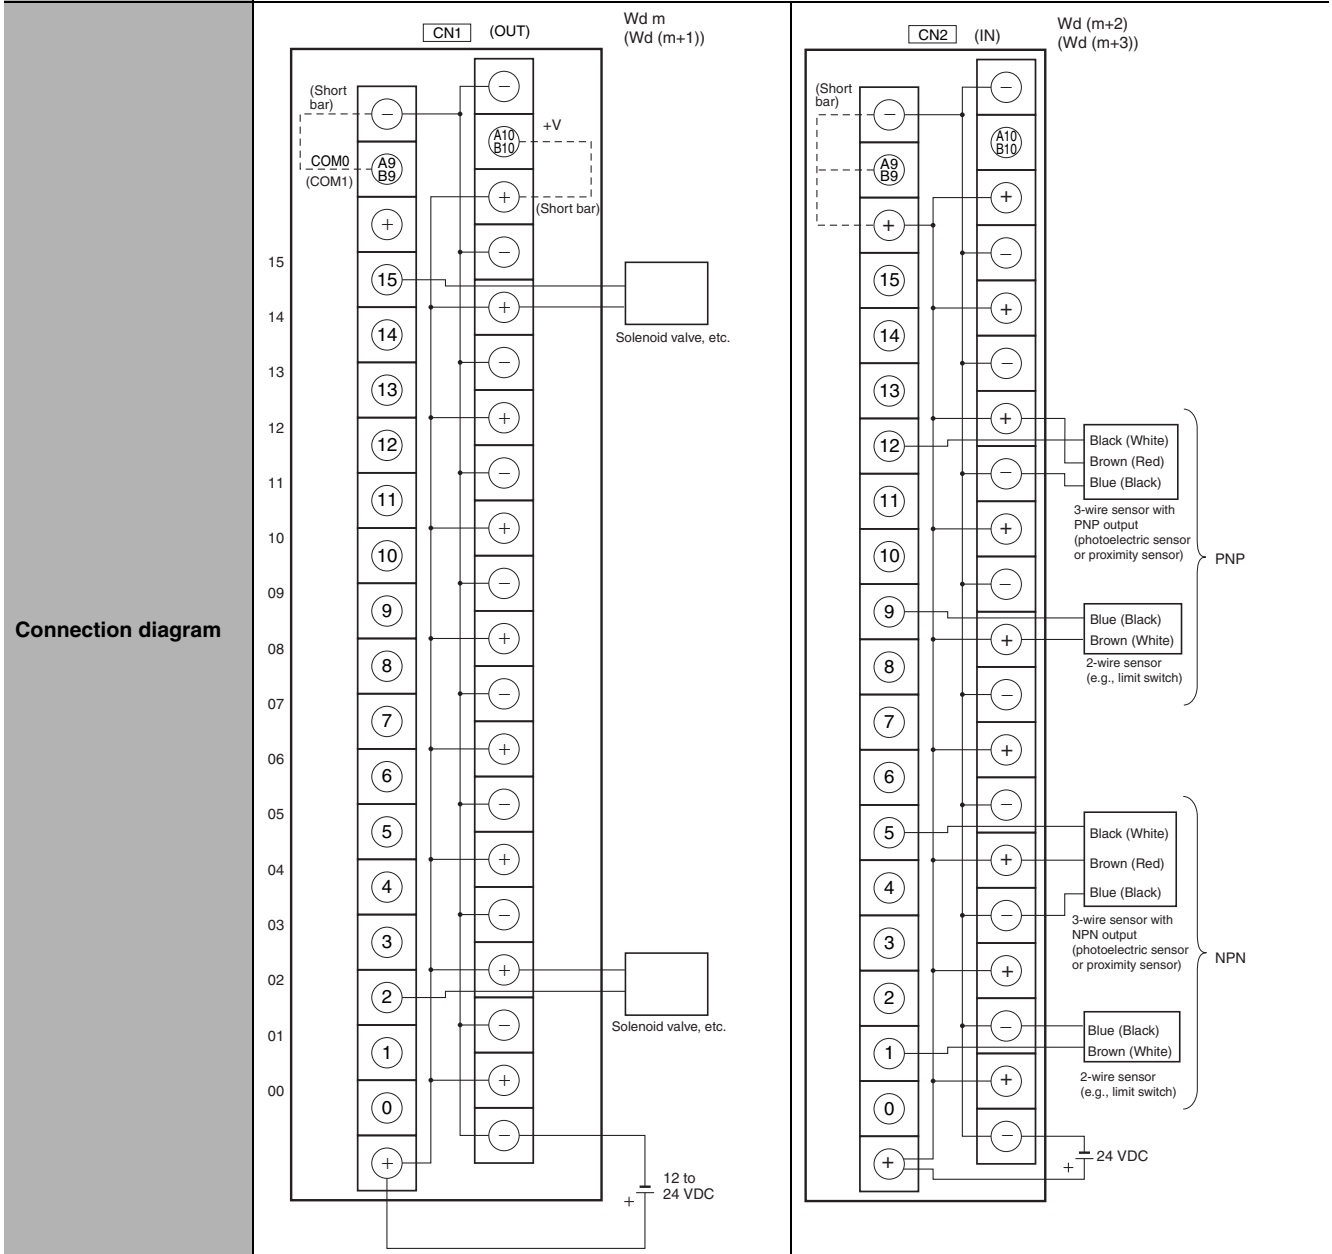 Connection diagram
CN1 (OUT)
Wd m
(Wd (m+1))
(Short
bar)
−
−
A10
B10
+V
COM0
(COM1)
A9
B9
+
(Short bar)
+
−
15
15
+
Solenoid valve, etc.
14
14
−
13
13
+
12
12
−
11
11
+
10
10
−
09
9
+
08
8
−
07
7
+
06
6
−
05
5
+
04
4
−
03
3
+
02
2
Solenoid valve, etc.
−
01
1
+
00
0
−
+
12 to
24 VDC
+
CN2 (IN)
Wd (m+2)
(Wd (m+3))
(Short
bar)
−
−
A10
B10
A9
B9
+
+
−
15
+
14
−
13
+
12
Black (White)
Brown (Red)
Blue (Black)
−
11
3-wire sensor with
PNP output
(photoelectric sensor
or proximity sensor)
+
10
PNP
−
9
Blue (Black)
Brown (White)
+
8
2-wire sensor
(e.g., limit switch)
−
7
+
6
−
5
Black (White)
+
Brown (Red)
4
Blue (Black)
−
3
3-wire sensor with
NPN output
(photoelectric sensor
or proximity sensor)
NPN
+
2
−
Blue (Black)
1
Brown (White)
+
2-wire sensor
(e.g., limit switch)
0
−
+
24 VDC
+